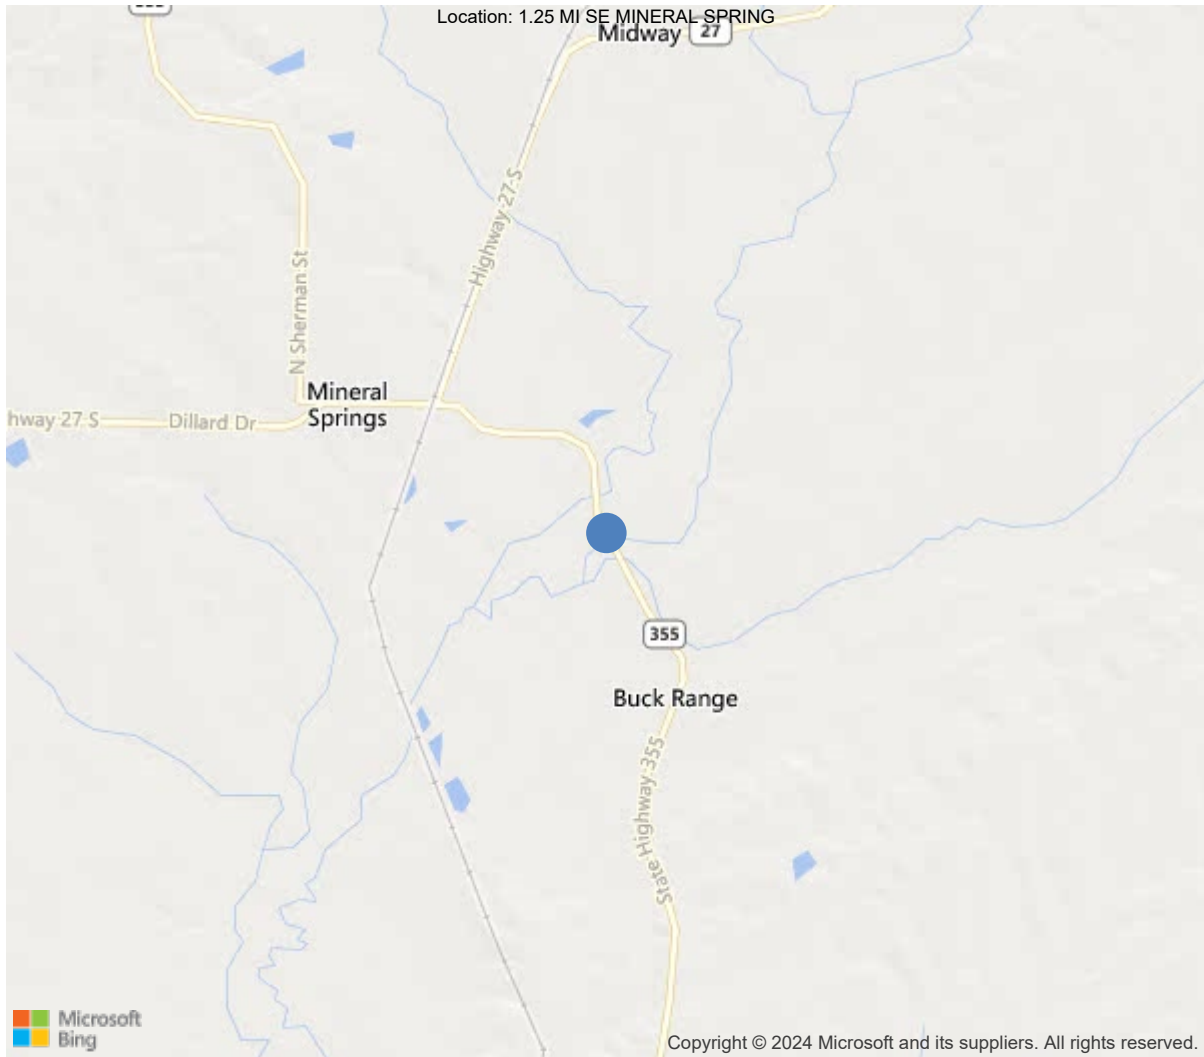 Location: 1.25 MI SE MINERAL SPRING
Midway
27
Highway 27 S
N Sherman St
Mineral
Springs
hway 27 S
Dillard Dr
355
Buck Range
State Highway 355
Microsoft
Bing
Copyright © 2024 Microsoft and its suppliers. All rights reserved.